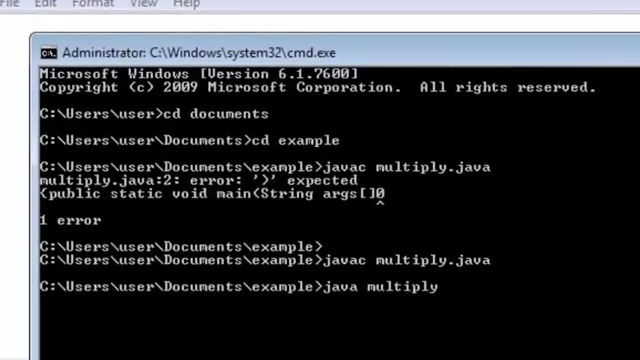 File Edit Format View Help
Administrator: C:\Windows\system32\cmd.exe
Microsoft Windows [Version 6.1.7600]
Copyright (c) 2009 Microsoft Corporation. All rights reserved.
C:\Users\user>cd documents
C:\Users\user\Documents>cd example
C:\Users\user\Documents\example>javac multiply.java
multiply.java:2: error: ')' expected
{public static void main(String args[]0
^
1 error
C:\Users\user\Documents\example>
C:\Users\user\Documents\example>javac multiply.java
C:\Users\user\Documents\example>java multiply